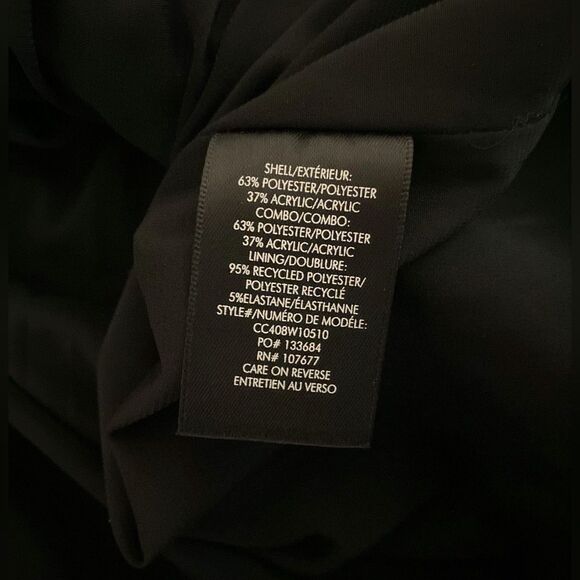 SHELL/EXTÉRIEUR:
63% POLYESTER/POLYESTER
37% ACRYLIC/ACRYLIC
COMBO/COMBO:
63% POLYESTER/POLYESTER
37% ACRYLIC/ACRYLIC
LINING/DOUBLURE:
95% RECYCLED POLYESTER/
POLYESTER RECYCLÉ
5%ELASTANE/ÉLASTHANNE
STYLE#/NUMÉRO DE MODÉLE:
CC408W10510
PO# 133684
RN# 107677
CARE ON REVERSE
ENTRETIEN AU VERSO